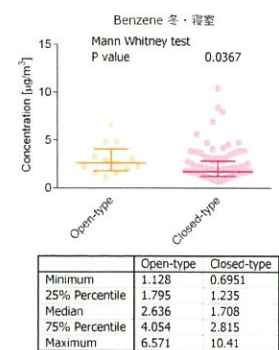 Benzene 冬・寝室
Mann Whitney test
P value 0.0367
Concentration [µg/m³]
15
10
5
0
Open-type Closed-type
Open-type Closed-type
Minimum 1.128 0.6951
25% Percentile 1.795 1.235
Median 2.636 1.708
75% Percentile 4.054 2.815
Maximum 6.571 10.41